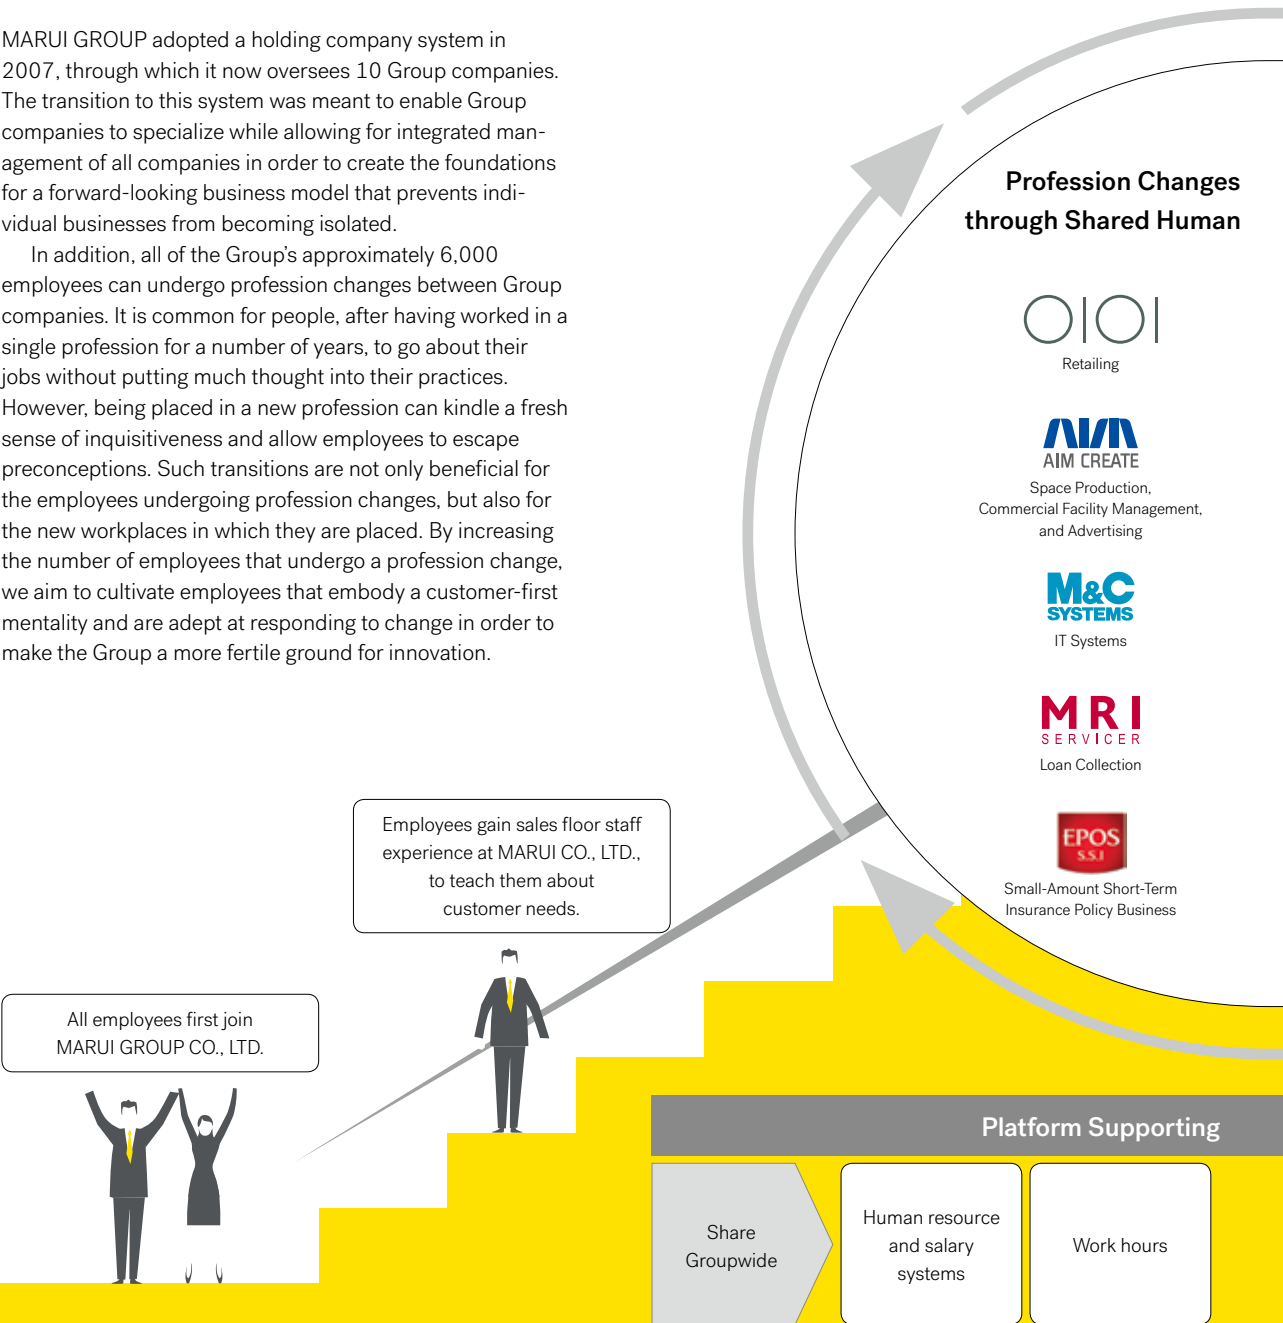 MARUI GROUP adopted a holding company system in
2007, through which it now oversees 10 Group companies.
The transition to this system was meant to enable Group
companies to specialize while allowing for integrated man-
agement of all companies in order to create the foundations
for a forward-looking business model that prevents indi-
vidual businesses from becoming isolated.
In addition, all of the Group's approximately 6,000
employees can undergo profession changes between Group
companies. It is common for people, after having worked in a
single profession for a number of years, to go about their
jobs without putting much thought into their practices.
However, being placed in a new profession can kindle a fresh
sense of inquisitiveness and allow employees to escape
preconceptions. Such transitions are not only beneficial for
the employees undergoing profession changes, but also for
the new workplaces in which they are placed. By increasing
the number of employees that undergo a profession change,
we aim to cultivate employees that embody a customer-first
mentality and are adept at responding to change in order to
make the Group a more fertile ground for innovation.
Profession Changes
through Shared Human
OIOI
Retailing
AIM
AIM CREATE
Space Production,
Commercial Facility Management,
and Advertising
M&C
SYSTEMS
IT Systems
MRI
SERVICER
Loan Collection
EPOS
S.S.I
Small-Amount Short-Term
Insurance Policy Business
Employees gain sales floor staff
experience at MARUI CO., LTD.,
to teach them about
customer needs.
All employees first join
MARUI GROUP CO., LTD.
Platform Supporting
Share
Groupwide
Human resource
and salary
systems
Work hours